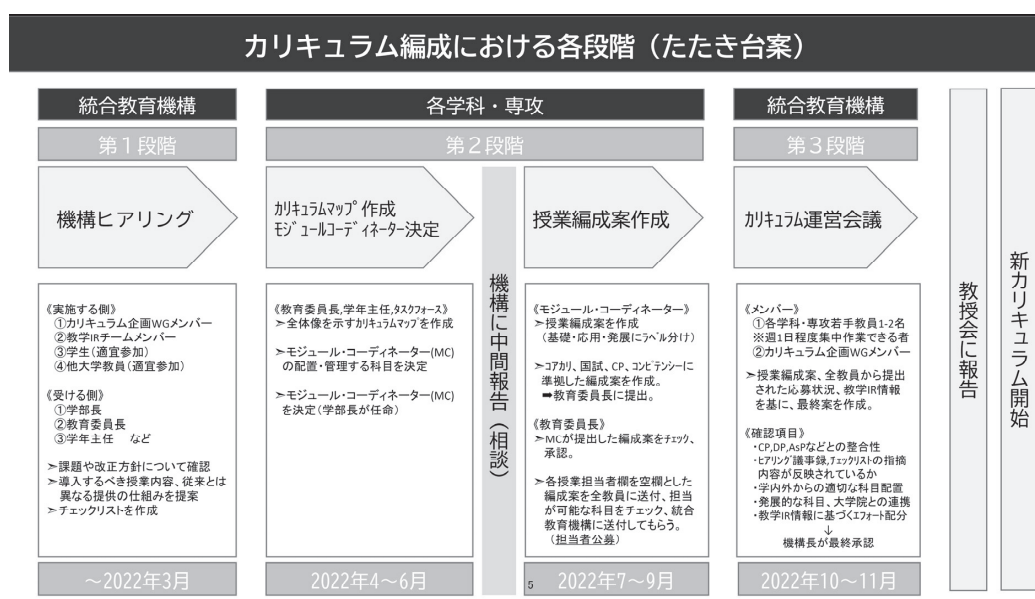 カリキュラム編成における各段階（たたき台案）
統合教育機構
第１段階
機構ヒアリング
《実施する側》
①カリキュラム企画WGメンバー
②教学IRチームメンバー
③学生(適宜参加)
④他大学教員(適宜参加)
《受ける側》
①学部長
②教育委員長
③学年主任　など
➣課題や改正方針について確認
➣導入するべき授業内容、従来とは
異なる提供の仕組みを提案
➣チェックリストを作成
～2022年3月
各学科・専攻
第２段階
ｶﾘｷｭﾗﾑﾏｯﾌﾟ作成
ﾓｼﾞｭｰﾙｺｰﾃﾞｨﾈｰﾀｰ決定
《教育委員長,学年主任,ﾀｽｸﾌｫｰｽ》
➣全体像を示すｶﾘｷｭﾗﾑﾏｯﾌﾟを作成
➣モジュール・コーディネーター(MC)
の配置・管理する科目を決定
➣モジュール・コーディネーター(MC)
を決定(学部長が任命)
2022年4～6月
機構に中間報告（相談）
授業編成案作成
《モジュール・コーディネーター》
➣授業編成案を作成
(基礎・応用・発展にﾗﾍﾞﾙ分け)
➣ｺｱｶﾘ、国試、CP、ｺﾝﾋﾟﾃﾝｼｰに
準拠した編成案を作成。
➡教育委員長に提出。
《教育委員長》
➣MCが提出した編成案をﾁｪｯｸ、
承認。
➣各授業担当者欄を空欄とした
編成案を全教員に送付、担当
が可能な科目をチェック、統合
教育機構に送付してもらう。
（担当者公募）
5
2022年7～9月
統合教育機構
第３段階
ｶﾘｷｭﾗﾑ運営会議
《メンバー》
①各学科・専攻若手教員1-2名
※週1日程度集中作業できる者
②カリキュラム企画WGメンバー
➣授業編成案、全教員から提出
された応募状況、教学IR情報
を基に、最終案を作成。
《確認項目》
・CP,DP,AsPなどとの整合性
・ﾋｱﾘﾝｸﾞ議事録,ﾁｪｯｸﾘｽﾄの指摘
内容が反映されているか
・学内外からの適切な科目配置
・発展的な科目、大学院との連携
・教学IR情報に基づくｴﾌｫｰﾄ配分
↓
機構長が最終承認
2022年10～11月
教授会に報告
新カリキュラム開始